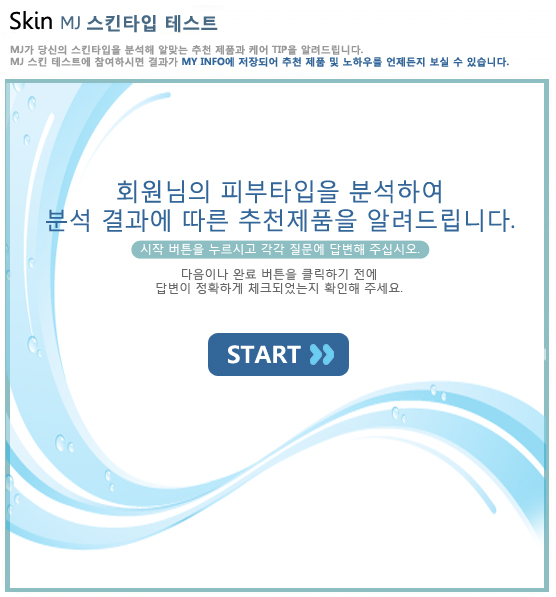 Skin MJ 스킨타입 테스트
MJ가 당신의 스킨타입을 분석해 알맞는 추천 제품과 케어 TIP을 알려드립니다.
MJ 스킨 테스트에 참여하시면 결과가 MY INFO에 저장되어 추천 제품 및 노하우를 언제든지 보실 수 있습니다.
회원님의 피부타입을 분석하여
분석 결과에 따른 추천제품을 알려드립니다.
시작 버튼을 누르시고 각각 질문에 답변해 주십시오.
다음이나 완료 버튼을 클릭하기 전에
답변이 정확하게 체크되었는지 확인해 주세요.
START